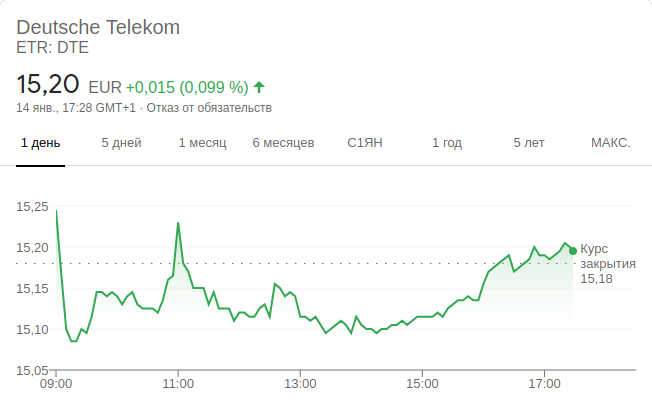 Deutsche Telekom
ETR: DTE
15,20 EUR +0,015 (0,099 %)
14 янв., 17:28 GMT+1 · Отказ от обязательств
1 день 5 дней 1 месяц 6 месяцев С1ЯН 1 год 5 лет МАКС.
15,25
15,20
Курс
закрытия
15,18
15,15
15,10
15,05
09:00 11:00 13:00 15:00 17:00